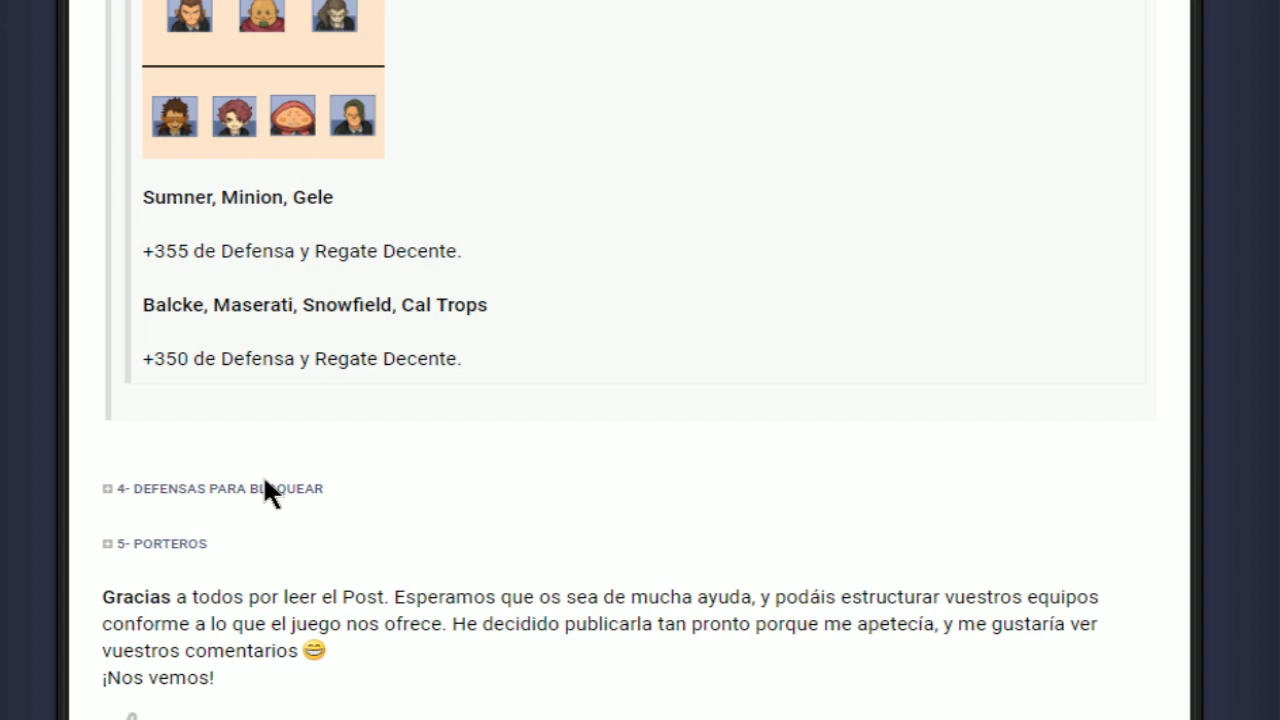 Sumner, Minion, Gele
+355 de Defensa y Regate Decente.
Balcke, Maserati, Snowfield, Cal Trops
+350 de Defensa y Regate Decente.
4- DEFENSAS PARA BLOQUEAR
5- PORTEROS
Gracias a todos por leer el Post. Esperamos que os sea de mucha ayuda, y podáis estructurar vuestros equipos
conforme a lo que el juego nos ofrece. He decidido publicarla tan pronto porque me apetecía, y me gustaría ver
vuestros comentarios 😄
¡Nos vemos!